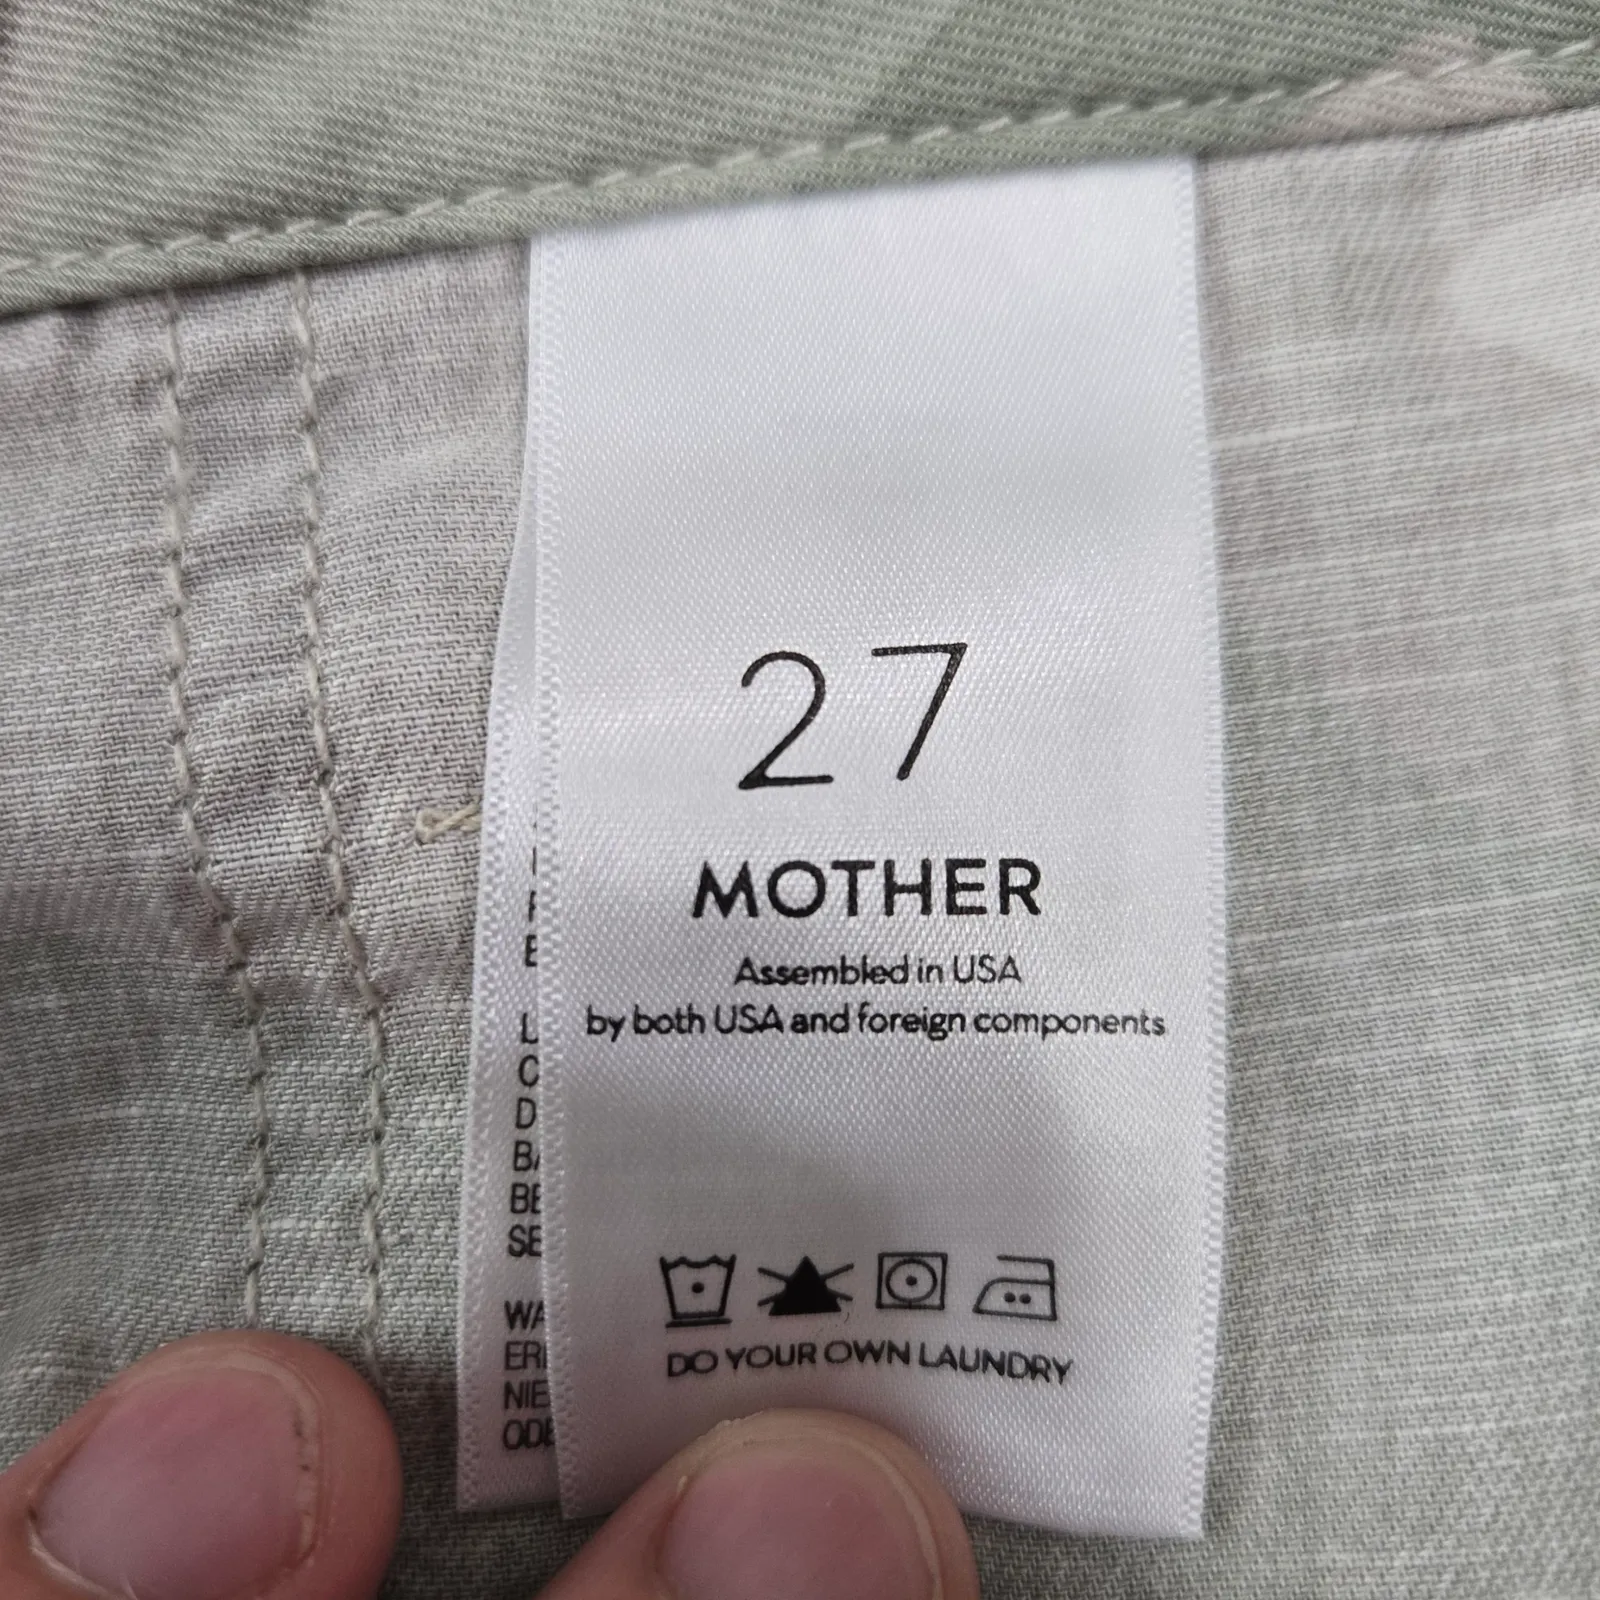 27
MOTHER
Assembled in USA
by both USA and foreign components
DO YOUR OWN LAUNDRY